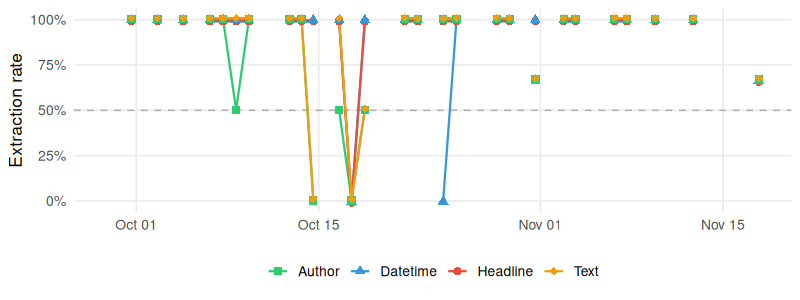 100%
75%
50%
25%
0%
Extraction rate
Oct 01
Oct 15
Nov 01
Nov 15
Author
Datetime
Headline
Text